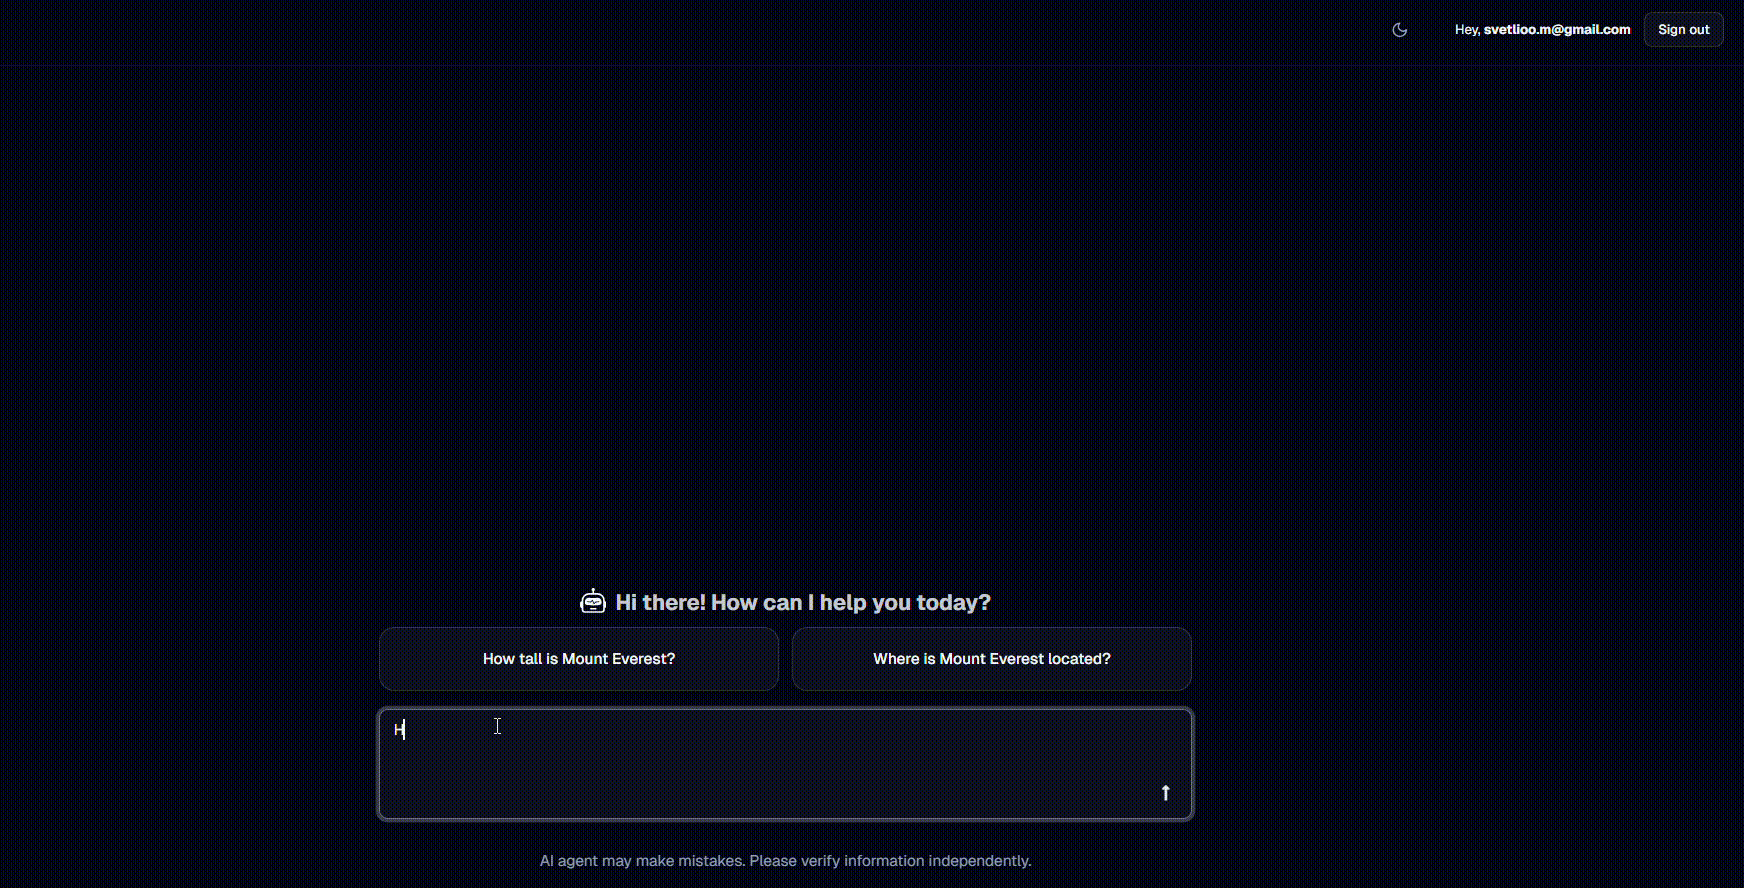 Hey, svetlioo.m@gmail.com Sign out
Hi there! How can I help you today?
How tall is Mount Everest? Where is Mount Everest located?
H
AI agent may make mistakes. Please verify information independently.